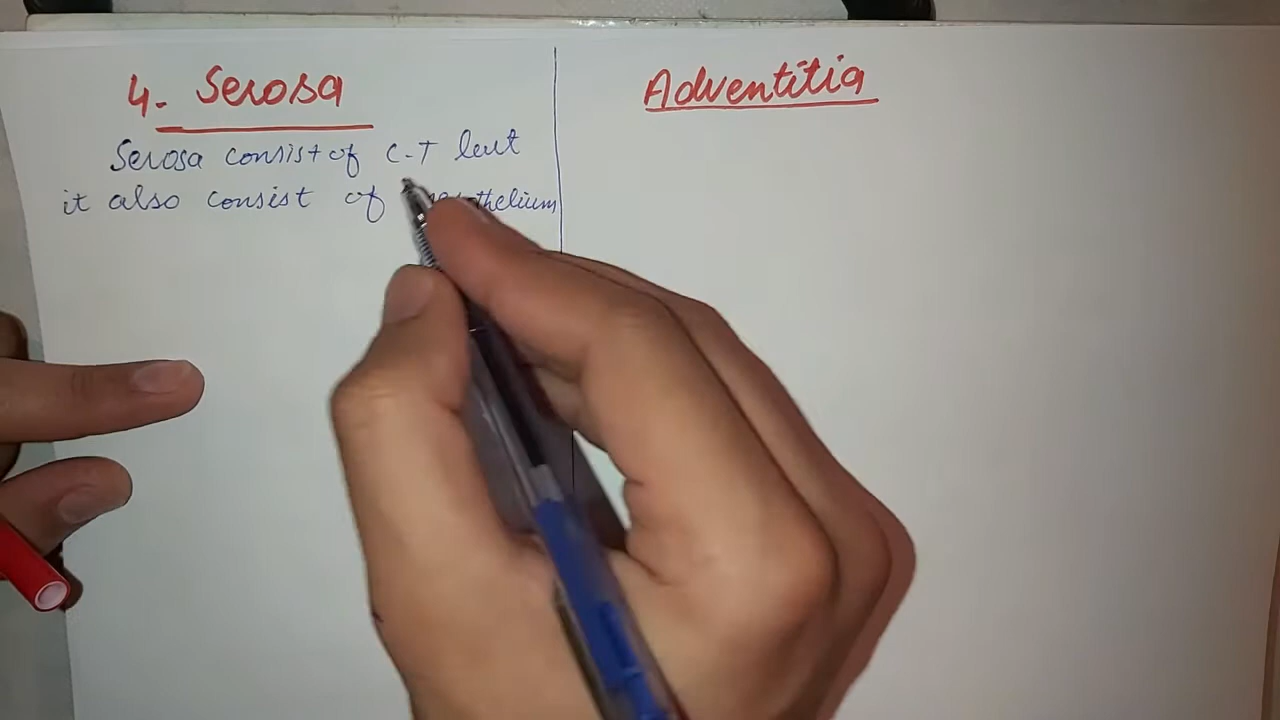 4. Serosa
Serosa consist of C-T but
it also consist of
Adventitia